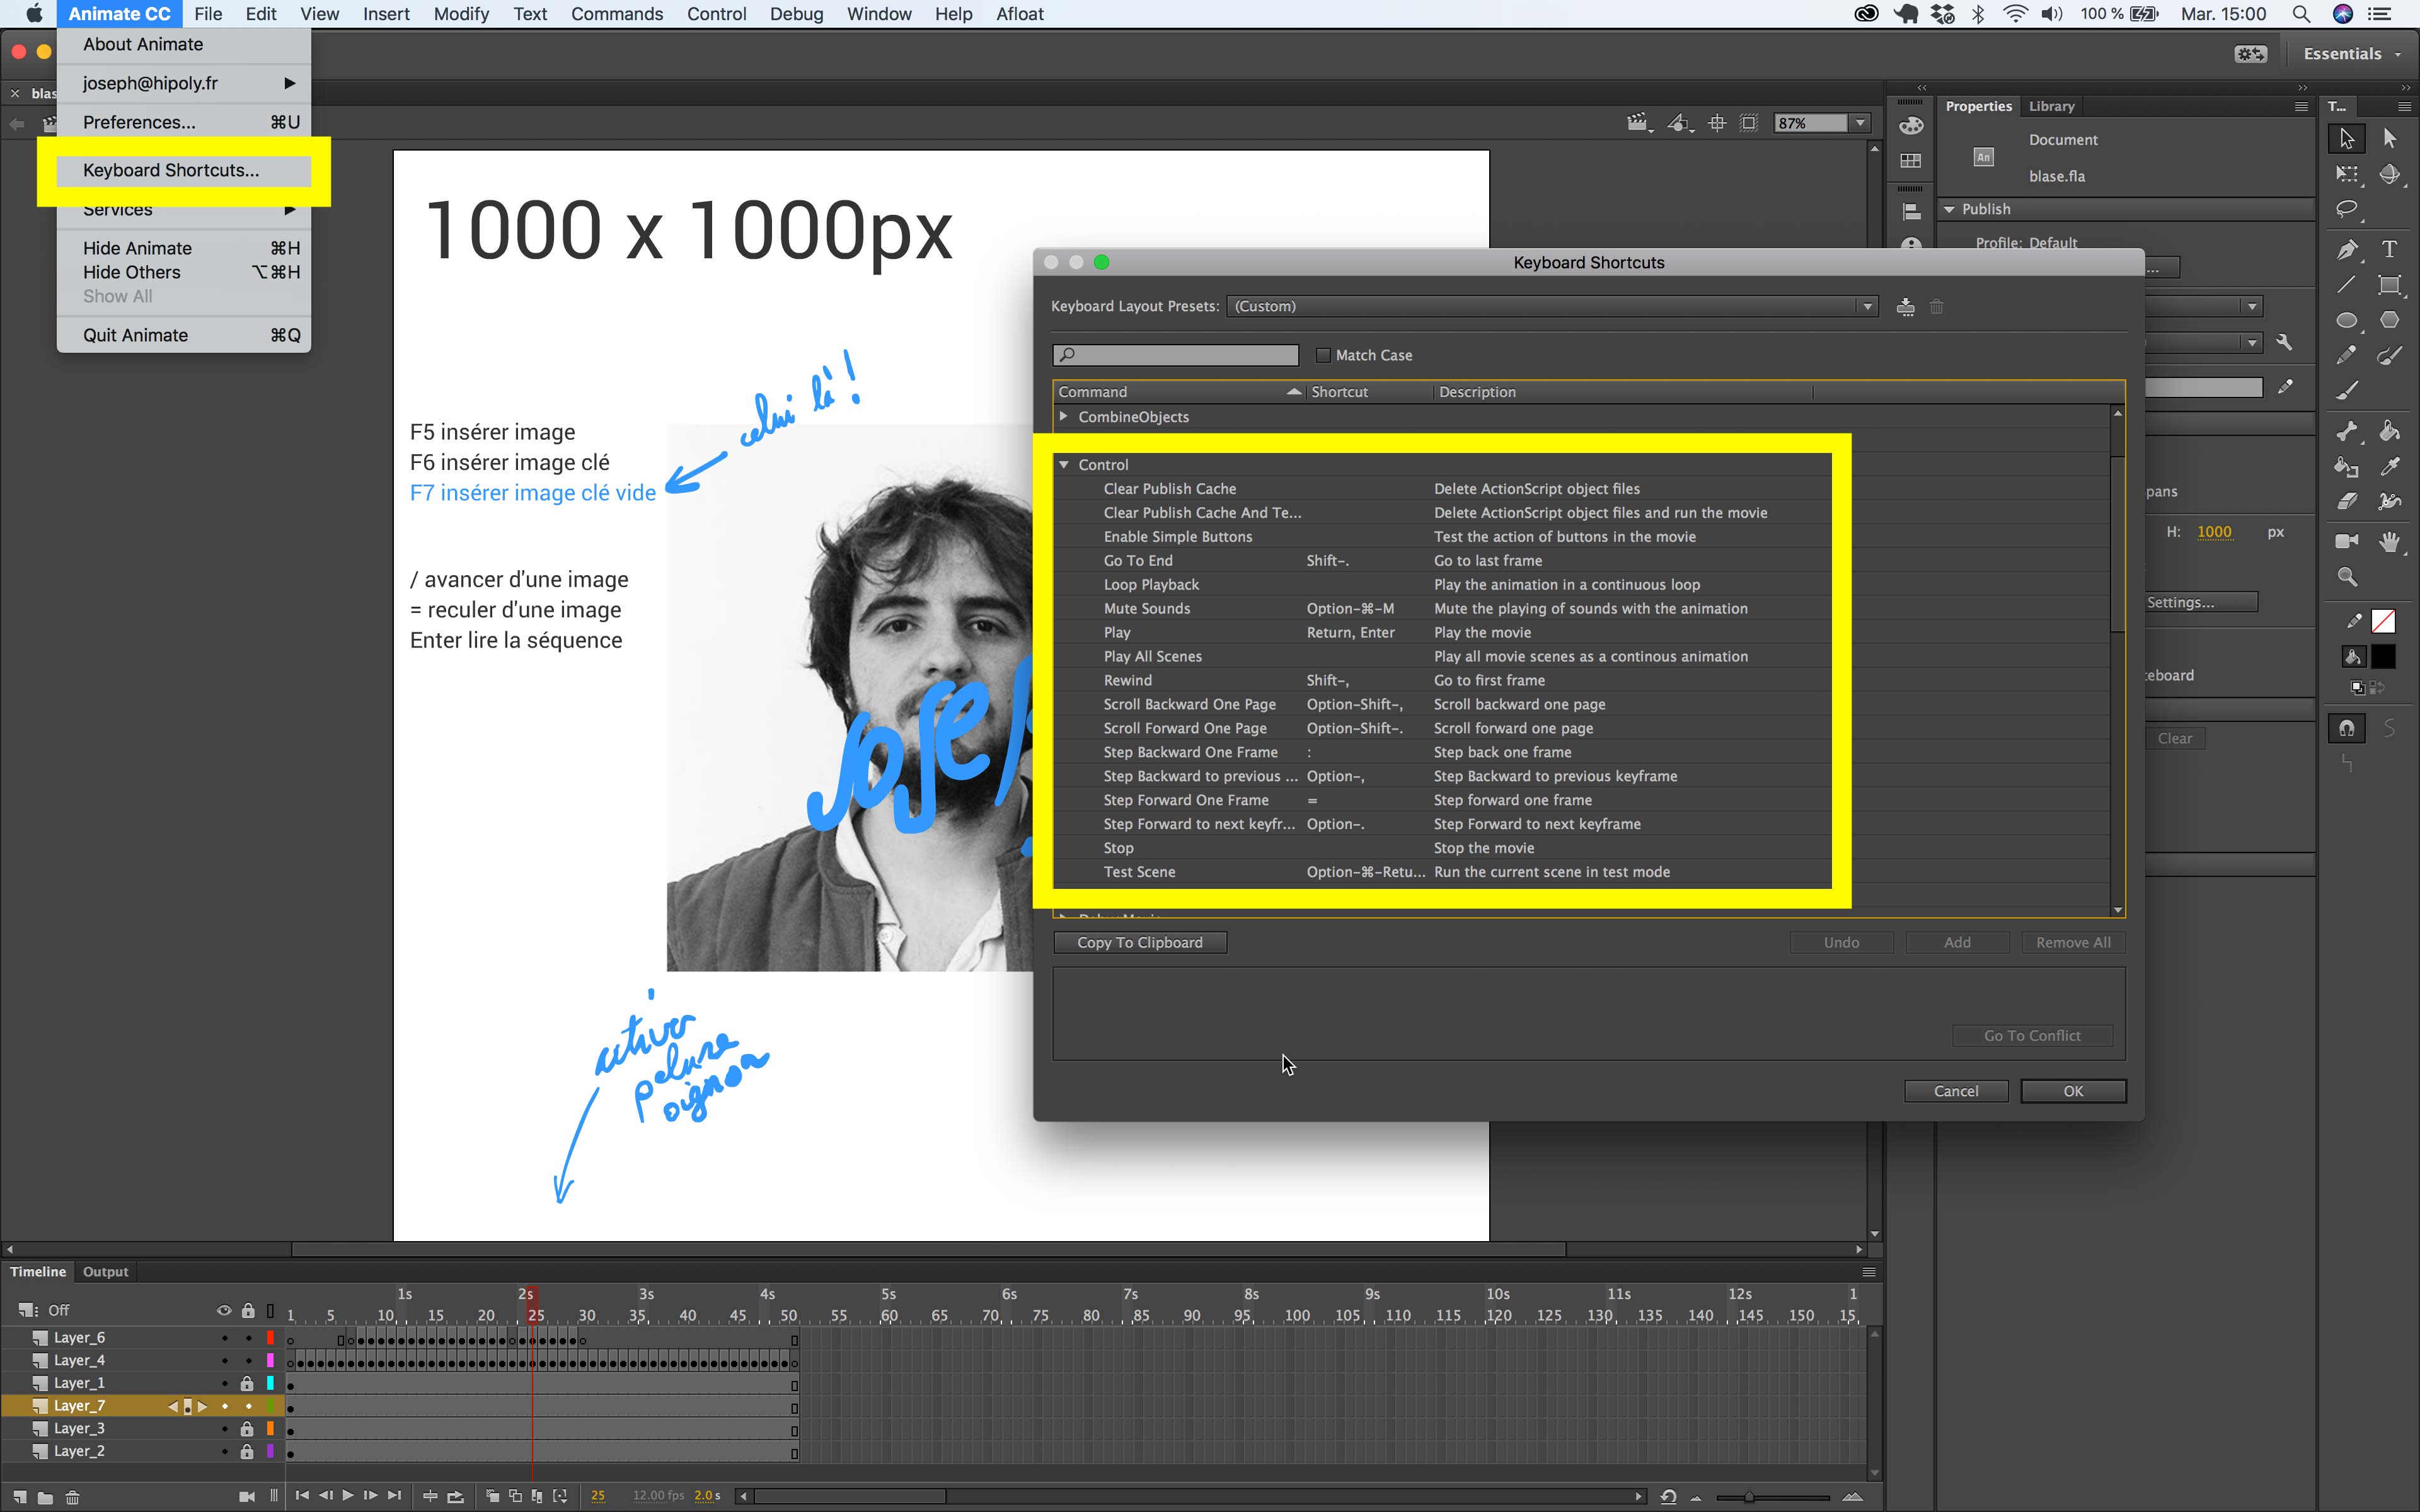 Animate CC File Edit View Insert Modify Text Commands Control Debug Window Help Afloat 100 % Mar. 15:00
About Animate
joseph@hipoly.fr
Preferences... ⌘U
Keyboard Shortcuts...
Services
Hide Animate ⌘H
Hide Others ⌥⌘H
Show All
Quit Animate ⌘Q
Essentials
blas
87%
1000 x 1000px
celui là !
F5 insérer image
F6 insérer image clé
F7 insérer image clé vide
/ avancer d'une image
= reculer d'une image
Enter lire la séquence
activer
pelure
oignon
Keyboard Shortcuts
Keyboard Layout Presets: (Custom)
Match Case
Command Shortcut Description
CombineObjects
Control
Clear Publish Cache Delete ActionScript object files
Clear Publish Cache And Te... Delete ActionScript object files and run the movie
Enable Simple Buttons Test the action of buttons in the movie
Go To End Shift-. Go to last frame
Loop Playback Play the animation in a continuous loop
Mute Sounds Option-⌘-M Mute the playing of sounds with the animation
Play Return, Enter Play the movie
Play All Scenes Play all movie scenes as a continous animation
Rewind Shift-, Go to first frame
Scroll Backward One Page Option-Shift-, Scroll backward one page
Scroll Forward One Page Option-Shift-. Scroll forward one page
Step Backward One Frame : Step back one frame
Step Backward to previous ... Option-, Step Backward to previous keyframe
Step Forward One Frame = Step forward one frame
Step Forward to next keyfr... Option-. Step Forward to next keyframe
Stop Stop the movie
Test Scene Option-⌘-Retu... Run the current scene in test mode
Copy To Clipboard Undo Add Remove All
Go To Conflict
Cancel OK
Properties Library T...
Document
An
blase.fla
Publish
Profile: Default
...
pans
H: 1000 px
Settings...
eboard
Clear
Timeline Output
1s 2s 3s 4s 5s 6s 7s 8s 9s 10s 11s 12s 1
Off 1 5 10 15 20 25 30 35 40 45 50 55 60 65 70 75 80 85 90 95 100 105 110 115 120 125 130 135 140 145 150 15
Layer_6
Layer_4
Layer_1
Layer_7
Layer_3
Layer_2
25 12.00 fps 2.0 s